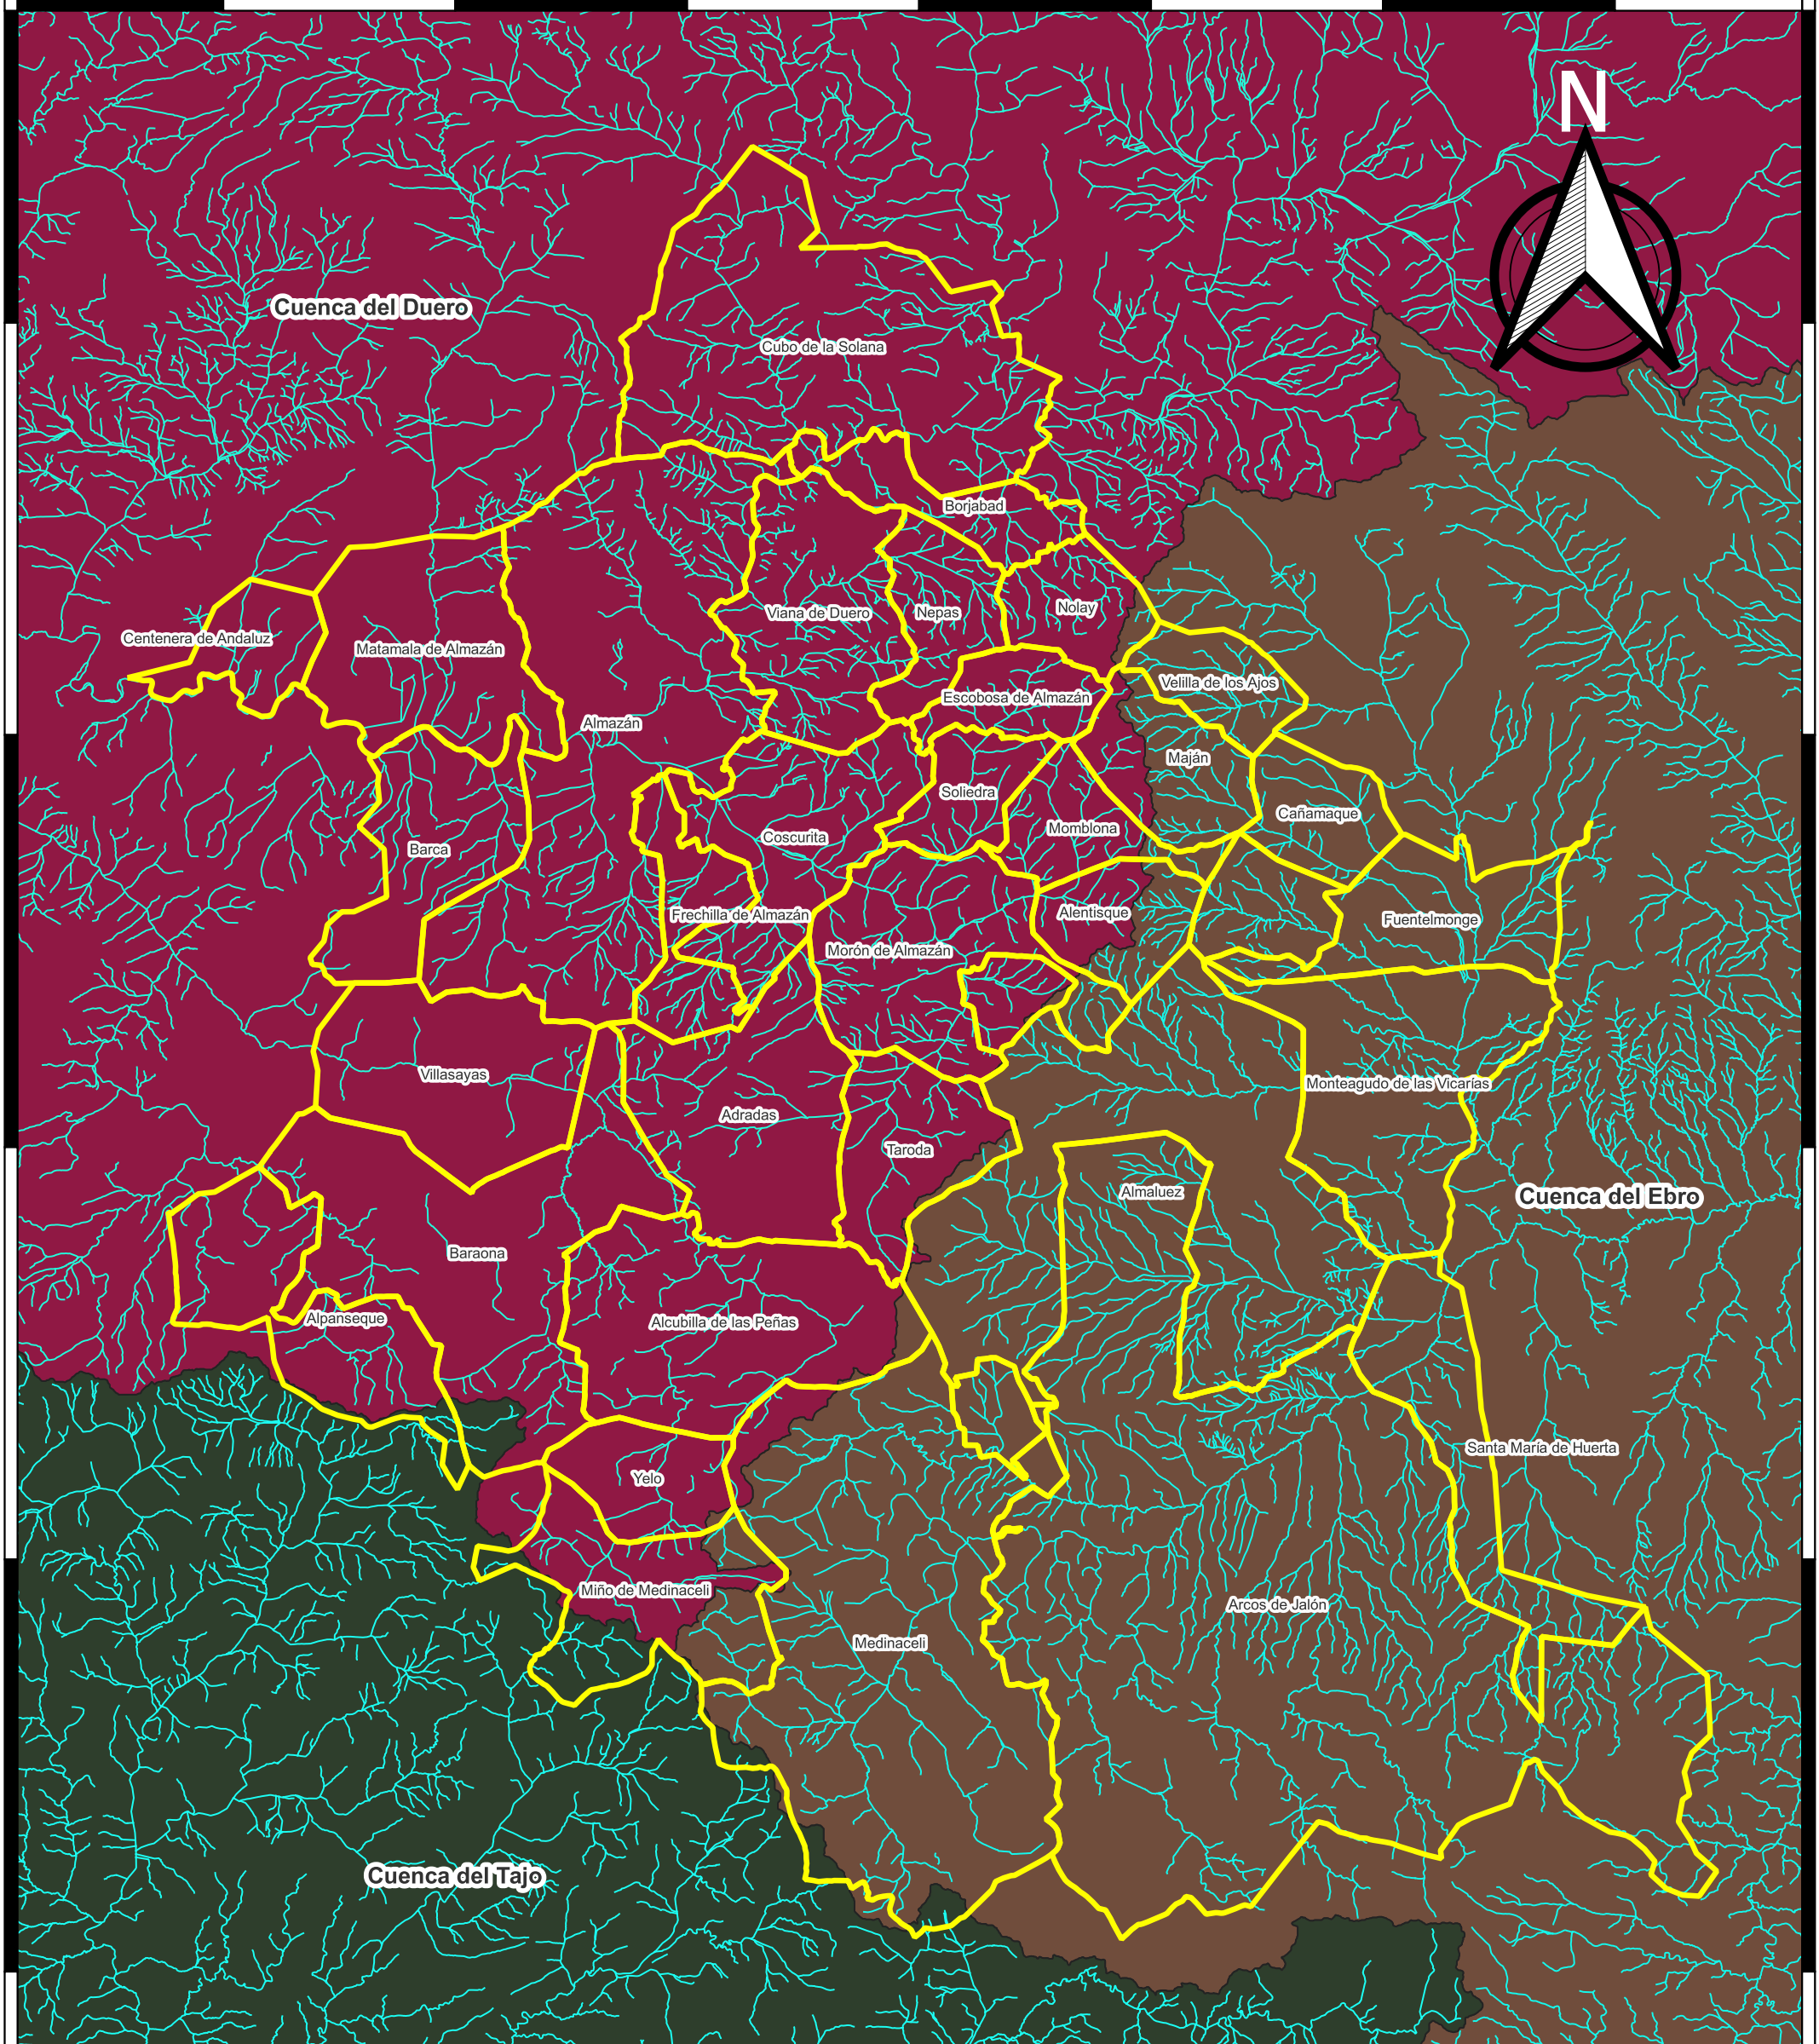 N
Cuenca del Duero
Cubo de la Solana
Borjabad
Viana de Duero
Nepas
Nolay
Centenera de Andaluz
Matamala de Almazán
Velilla de los Ajos
Escobosa de Almazán
Almazán
Maján
Soliedra
Cañamaque
Momblona
Coscurita
Barca
Frechilla de Almazán
Alentisque
Fuentelmonge
Morón de Almazán
Villasayas
Monteagudo de las Vicarías
Adradas
Taroda
Almaluez
Cuenca del Ebro
Baraona
Alpanseque
Alcubilla de las Peñas
Santa María de Huerta
Yelo
Miño de Medinaceli
Arcos de Jalón
Medinaceli
Cuenca del Tajo